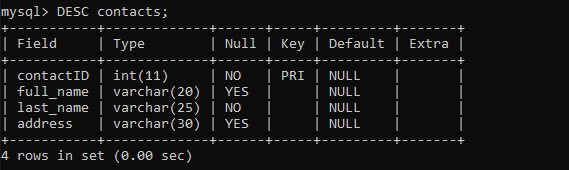 mysql> DESC contacts;
+-----------+-------------+------+-----+---------+-------+
| Field     | Type        | Null | Key | Default | Extra |
+-----------+-------------+------+-----+---------+-------+
| contactID | int(11)     | NO   | PRI | NULL    |       |
| full_name | varchar(20) | YES  |     | NULL    |       |
| last_name | varchar(25) | NO   |     | NULL    |       |
| address   | varchar(30) | YES  |     | NULL    |       |
+-----------+-------------+------+-----+---------+-------+
4 rows in set (0.00 sec)